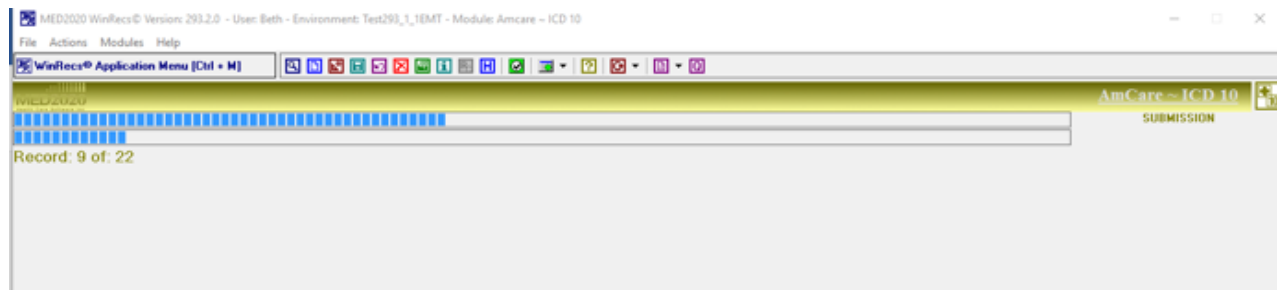 MED2020 WinRecs© Version: 293.2.0 - User: Beth - Environment: Test293_1_1EMT - Module: Amcare ~ ICD 10
File Actions Modules Help
WinRecs© Application Menu [Ctrl + M]
MED2020
AmCare ~ ICD 10
SUBMISSION
Record: 9 of: 22